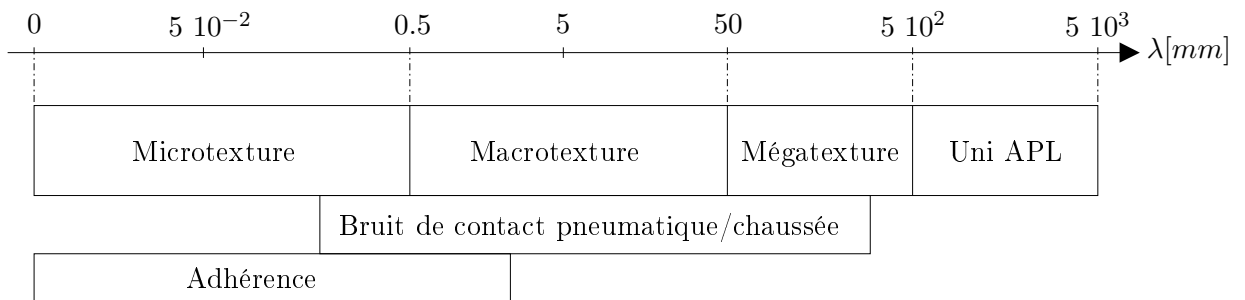 0 5 10⁻² 0.5 5 50 5 10² 5 10³
λ[mm]
Microtexture Macrotexture Mégatexture Uni APL
Bruit de contact pneumatique/chaussée
Adhérence